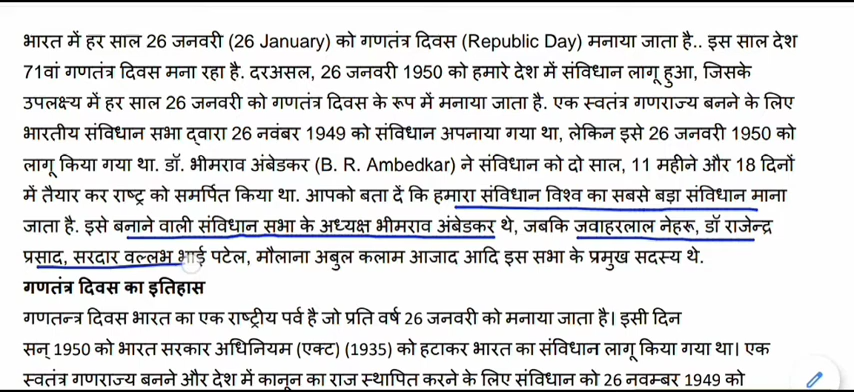 भारत में हर साल 26 जनवरी (26 January) को गणतंत्र दिवस (Republic Day) मनाया जाता है.. इस साल देश
71वां गणतंत्र दिवस मना रहा है. दरअसल, 26 जनवरी 1950 को हमारे देश में संविधान लागू हुआ, जिसके
उपलक्ष्य में हर साल 26 जनवरी को गणतंत्र दिवस के रूप में मनाया जाता है. एक स्वतंत्र गणराज्य बनने के लिए
भारतीय संविधान सभा द्वारा 26 नवंबर 1949 को संविधान अपनाया गया था, लेकिन इसे 26 जनवरी 1950 को
लागू किया गया था. डॉ. भीमराव अंबेडकर (B. R. Ambedkar) ने संविधान को दो साल, 11 महीने और 18 दिनों
में तैयार कर राष्ट्र को समर्पित किया था. आपको बता दें कि हमारा संविधान विश्व का सबसे बड़ा संविधान माना
जाता है. इसे बनाने वाली संविधान सभा के अध्यक्ष भीमराव अंबेडकर थे, जबकि जवाहरलाल नेहरू, डॉ राजेन्द्र
प्रसाद, सरदार वल्लभ भाई पटेल, मौलाना अबुल कलाम आजाद आदि इस सभा के प्रमुख सदस्य थे.
गणतंत्र दिवस का इतिहास
गणतन्त्र दिवस भारत का एक राष्ट्रीय पर्व है जो प्रति वर्ष 26 जनवरी को मनाया जाता है। इसी दिन
सन् 1950 को भारत सरकार अधिनियम (एक्ट) (1935) को हटाकर भारत का संविधान लागू किया गया था। एक
स्वतंत्र गणराज्य बनने और देश में कानून का राज स्थापित करने के लिए संविधान को 26 नवम्बर 1949 को